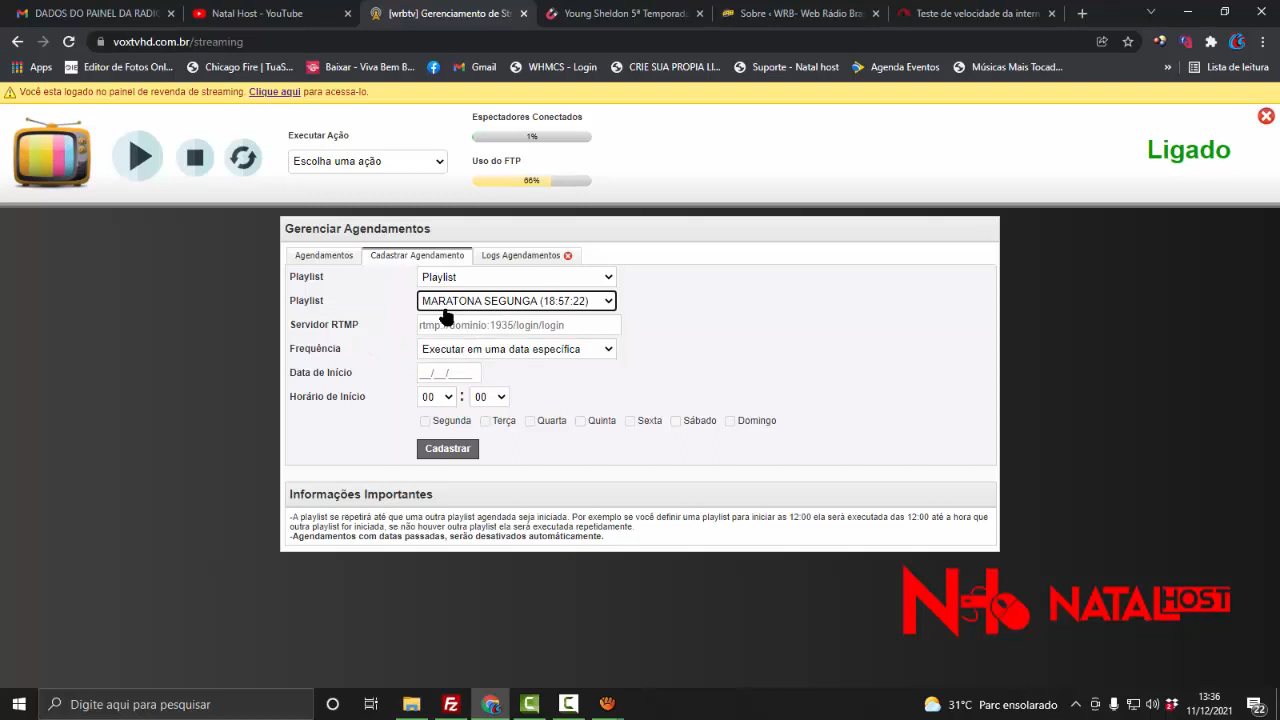 DADOS DO PAINEL DA RADIO
Natal Host - YouTube
[wrbtv] Gerenciamento de St
Young Sheldon 5ª Temporada
Sobre ‹ WRB- Web Rádio Bra
Teste de velocidade da intern
voxtvhd.com.br/streaming
Apps
Editor de Fotos Onl...
Chicago Fire | TuaS...
Baixar - Viva Bem B...
Gmail
WHMCS - Login
CRIE SUA PROPIA LI...
Suporte - Natal host
Agenda Eventos
Músicas Mais Tocad...
»
Lista de leitura
Você esta logado no painel de revenda de streaming. Clique aqui para acessa-lo.
Executar Ação
Escolha uma ação
Espectadores Conectados
1%
Uso do FTP
66%
Ligado
Gerenciar Agendamentos
Agendamentos
Cadastrar Agendamento
Logs Agendamentos
Playlist
Playlist
Playlist
MARATONA SEGUNGA (18:57:22)
Servidor RTMP
rtmp://dominio:1935/login/login
Frequência
Executar em uma data específica
Data de Início
__/__/____
Horário de Início
00 : 00
Segunda Terça Quarta Quinta Sexta Sábado Domingo
Cadastrar
Informações Importantes
-A playlist se repetirá até que uma outra playlist agendada seja iniciada. Por exemplo se você definir uma playlist para iniciar as 12:00 ela será executada das 12:00 até a hora que
outra playlist for iniciada, se não houver outra playlist ela será executada repetidamente.
-Agendamentos com datas passadas, serão desativados automáticamente.
NH NATALHOST
Digite aqui para pesquisar
31°C Parc ensolarado
13:36
11/12/2021
22